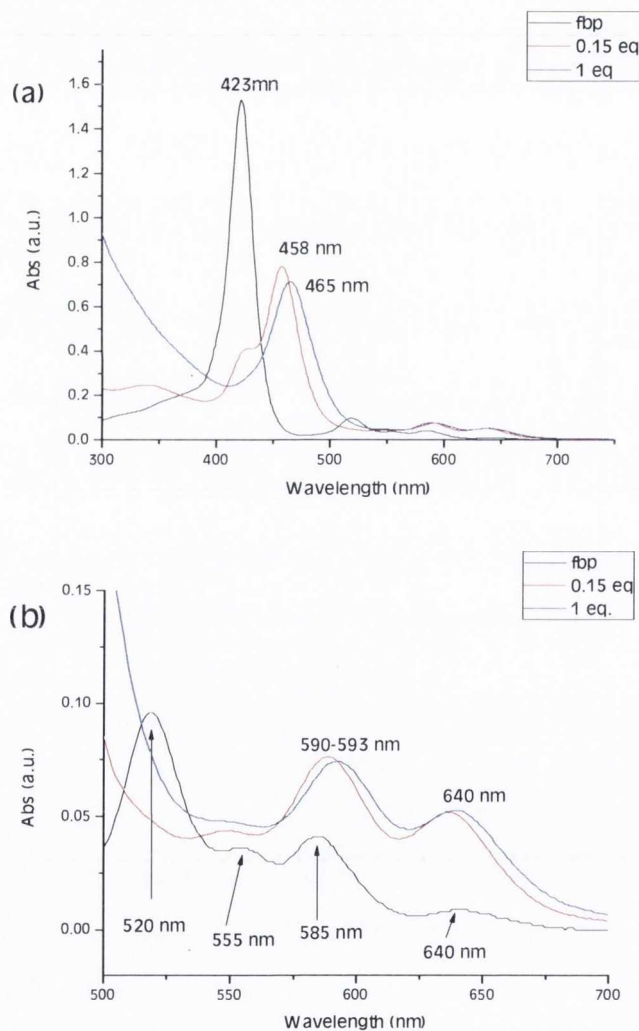 fbp
0.15 eq
1 eq
(a)
423mn
458 nm
465 nm
1.6
1.4
1.2
1.0
0.8
0.6
0.4
0.2
0.0
Abs (a.u.)
300 400 500 600 700
Wavelength (nm)
fbp
0.15 eq
1 eq.
(b)
590-593 nm
640 nm
520 nm
555 nm
585 nm
640 nm
0.15
0.10
0.05
0.00
Abs (a.u.)
500 550 600 650 700
Wavelength (nm)